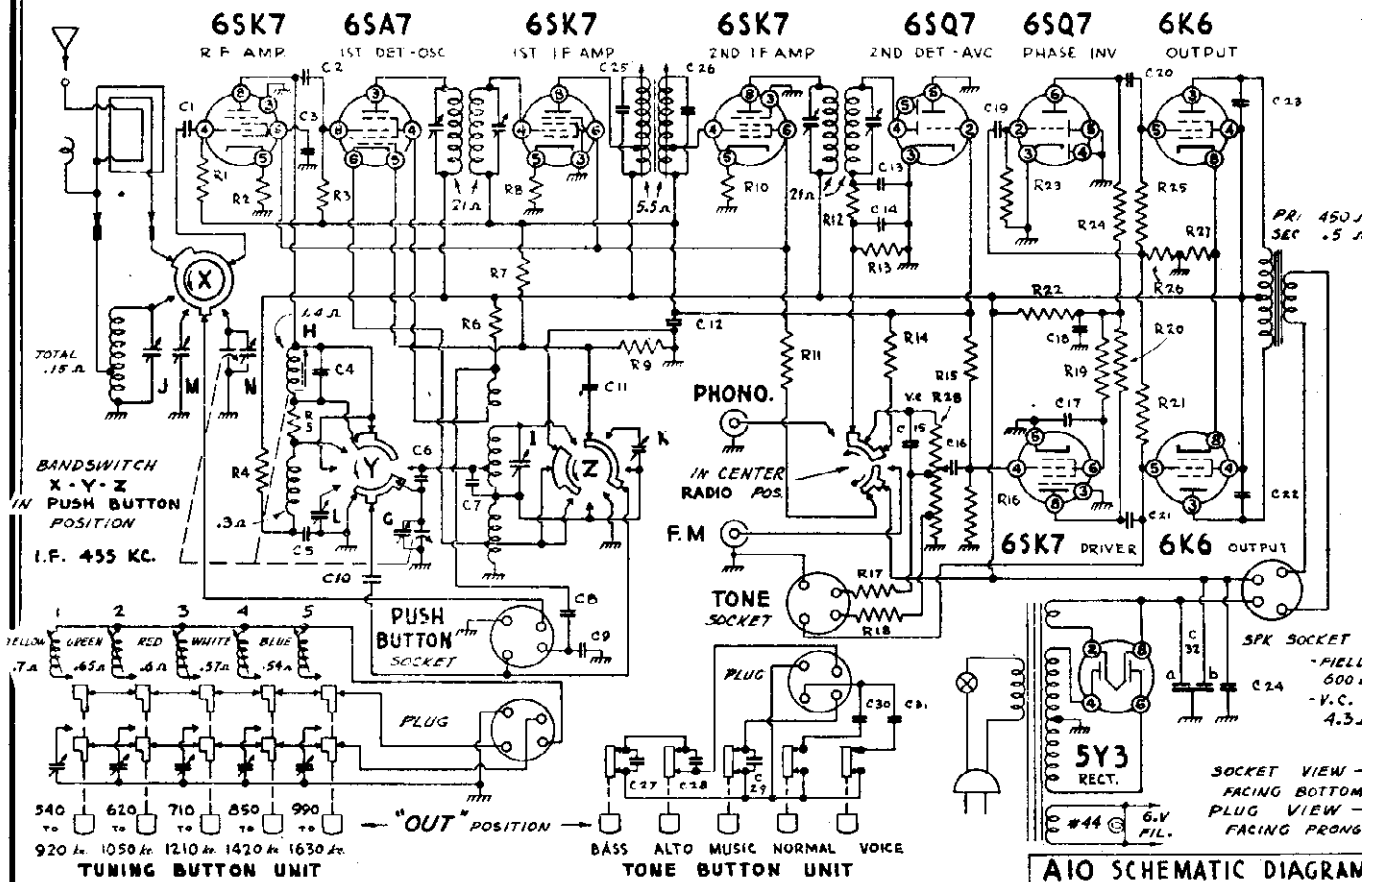 6SK7 6SA7 6SK7 6SK7 6SQ7 6SQ7 6K6
R F AMP. 1ST DET-OSC 1ST I F AMP 2ND IF AMP 2ND DET-AVC PHASE INV OUTPUT
C1
C2
C3
C25
C26
C19
C20
C23
R1
R2
R3
21Ω
R8
5.5Ω
R10
21Ω
R12
C13
C14
R13
R23
R24
R25
R27
R26
PRI 450
SEC .5
X
R7
R6
C12
R9
R11
R14
R15
R22
C18
R19
R20
R21
1.4Ω
H
TOTAL
.15Ω
J M N
C4
R5
C11
PHONO.
V.C
R28
C15
C16
C17
R4
Y
C6
I
Z
K
C7
L
G
.3Ω
C5
C10
BANDSWITCH
X-Y-Z
IN PUSH BUTTON
POSITION
I.F. 455 KC.
IN CENTER
RADIO POS.
F.M
R16
C21
C22
6SK7 DRIVER 6K6 OUTPUT
TONE
SOCKET
R17
R18
C8
C9
PUSH
BUTTON
SOCKET
1 2 3 4 5
YELLOW GREEN RED WHITE BLUE
.7Ω .65Ω .6Ω .57Ω .54Ω
PLUG
PLUG
C30
C31
C27
C28
C29
C32
a
b
C24
SPK SOCKET
-FIELD
600
-V.C.
4.3
5Y3
RECT.
#44
6.V
FIL.
SOCKET VIEW -
FACING BOTTOM
PLUG VIEW -
FACING PRONG
540 620 710 850 990
TO TO TO TO TO
920 kc. 1050 kc. 1210 kc. 1420 kc. 1630 kc.
"OUT" POSITION
BASS ALTO MUSIC NORMAL VOICE
TUNING BUTTON UNIT
TONE BUTTON UNIT
A10 SCHEMATIC DIAGRAM